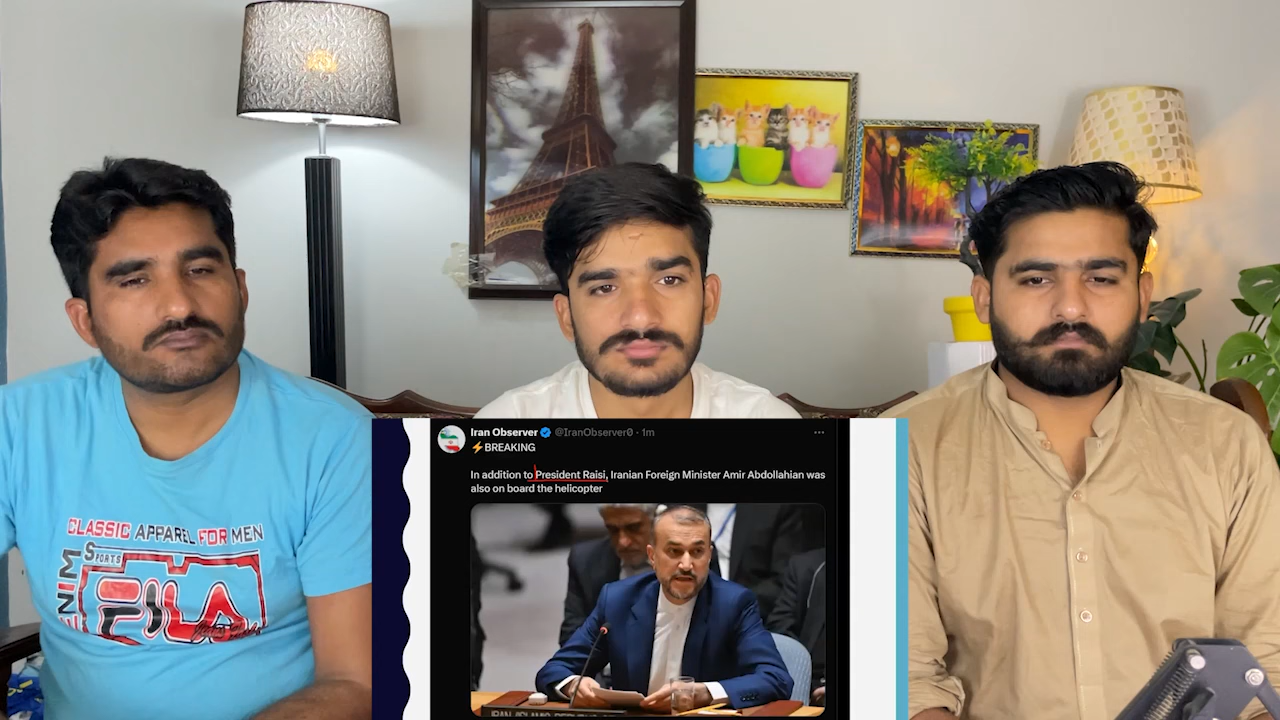 Iran Observer @IranObserver0 · 1m
⚡BREAKING
In addition to President Raisi, Iranian Foreign Minister Amir Abdollahian was
also on board the helicopter
CLASSIC APPAREL FOR MEN
SPORTS
FILA